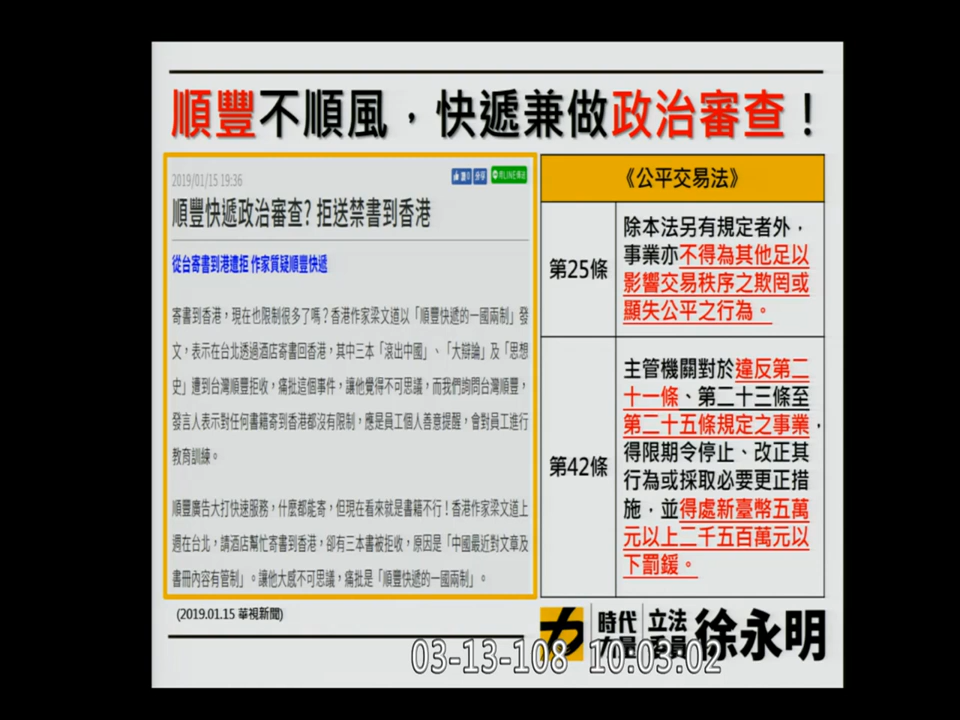 順豐不順風，快遞兼做政治審查！
2019/01/15 19:36
讚 0 分享 用LINE傳送
順豐快遞政治審查? 拒送禁書到香港
從台寄書到港遭拒 作家質疑順豐快遞
寄書到香港，現在也限制很多了嗎？香港作家梁文道以「順豐快遞的一國兩制」發
文，表示在台北透過酒店寄書回香港，其中三本「滾出中國」、「大辯論」及「思想
史」遭到台灣順豐拒收，痛批這個事件，讓他覺得不可思議，而我們詢問台灣順豐，
發言人表示對任何書籍寄到香港都沒有限制，應是員工個人善意提醒，會對員工進行
教育訓練。
順豐廣告大打快速服務，什麼都能寄，但現在看來就是書籍不行！香港作家梁文道上
週在台北，請酒店幫忙寄書到香港，卻有三本書被拒收，原因是「中國最近對文章及
書冊內容有管制」。讓他大感不可思議，痛批是「順豐快遞的一國兩制」。
(2019.01.15 華視新聞)
《公平交易法》
第25條
除本法另有規定者外，
事業亦不得為其他足以
影響交易秩序之欺罔或
顯失公平之行為。
第42條
主管機關對於違反第二
十一條、第二十三條至
第二十五條規定之事業，
得限期令停止、改正其
行為或採取必要更正措
施，並得處新臺幣五萬
元以上二千五百萬元以
下罰鍰。
力 時代力量 立法委員 徐永明
03-13-108 10:03:02